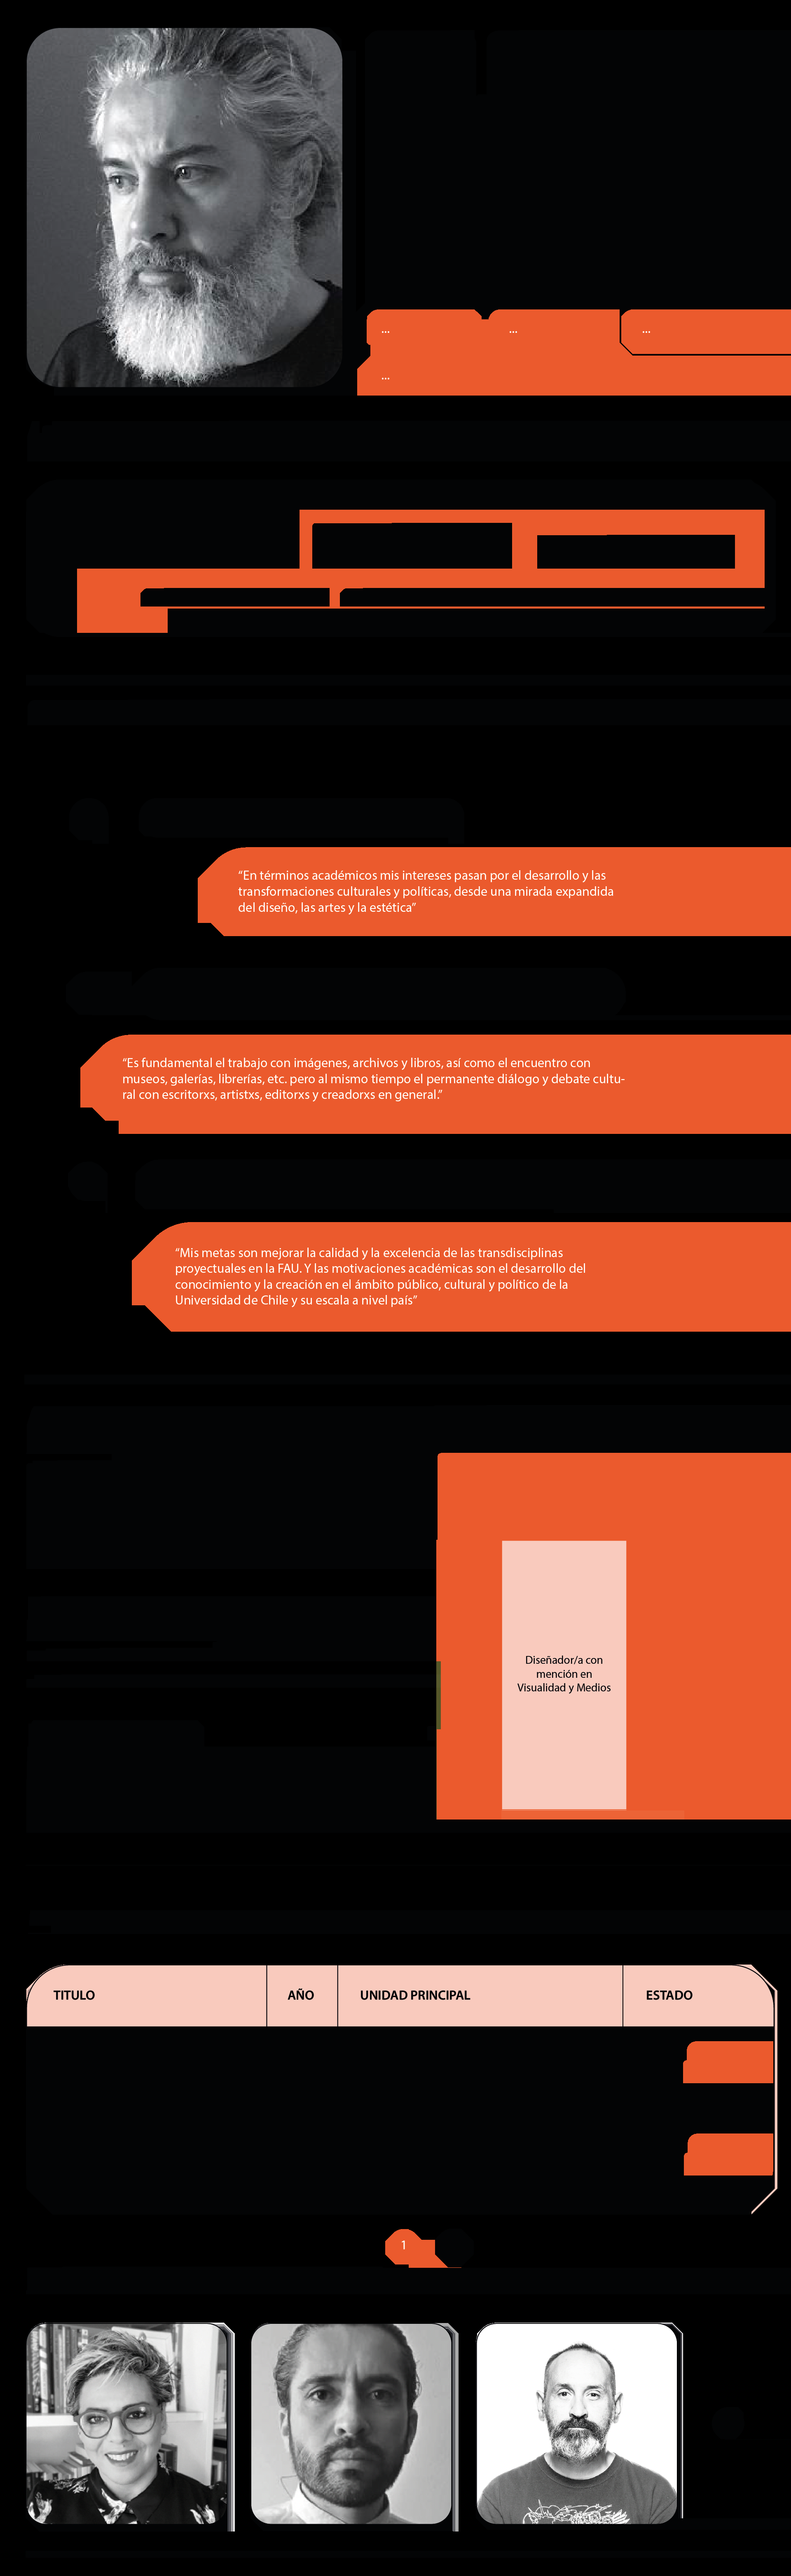 ...
...
...
...
“En términos académicos mis intereses pasan por el desarrollo y las
transformaciones culturales y políticas, desde una mirada expandida
del diseño, las artes y la estética”
“Es fundamental el trabajo con imágenes, archivos y libros, así como el encuentro con
museos, galerías, librerías, etc. pero al mismo tiempo el permanente diálogo y debate cultu-
ral con escritorxs, artistxs, editorxs y creadorxs en general.”
“Mis metas son mejorar la calidad y la excelencia de las transdisciplinas
proyectuales en la FAU. Y las motivaciones académicas son el desarrollo del
conocimiento y la creación en el ámbito público, cultural y político de la
Universidad de Chile y su escala a nivel país”
Diseñador/a con
mención en
Visualidad y Medios
TITULO AÑO UNIDAD PRINCIPAL ESTADO
1